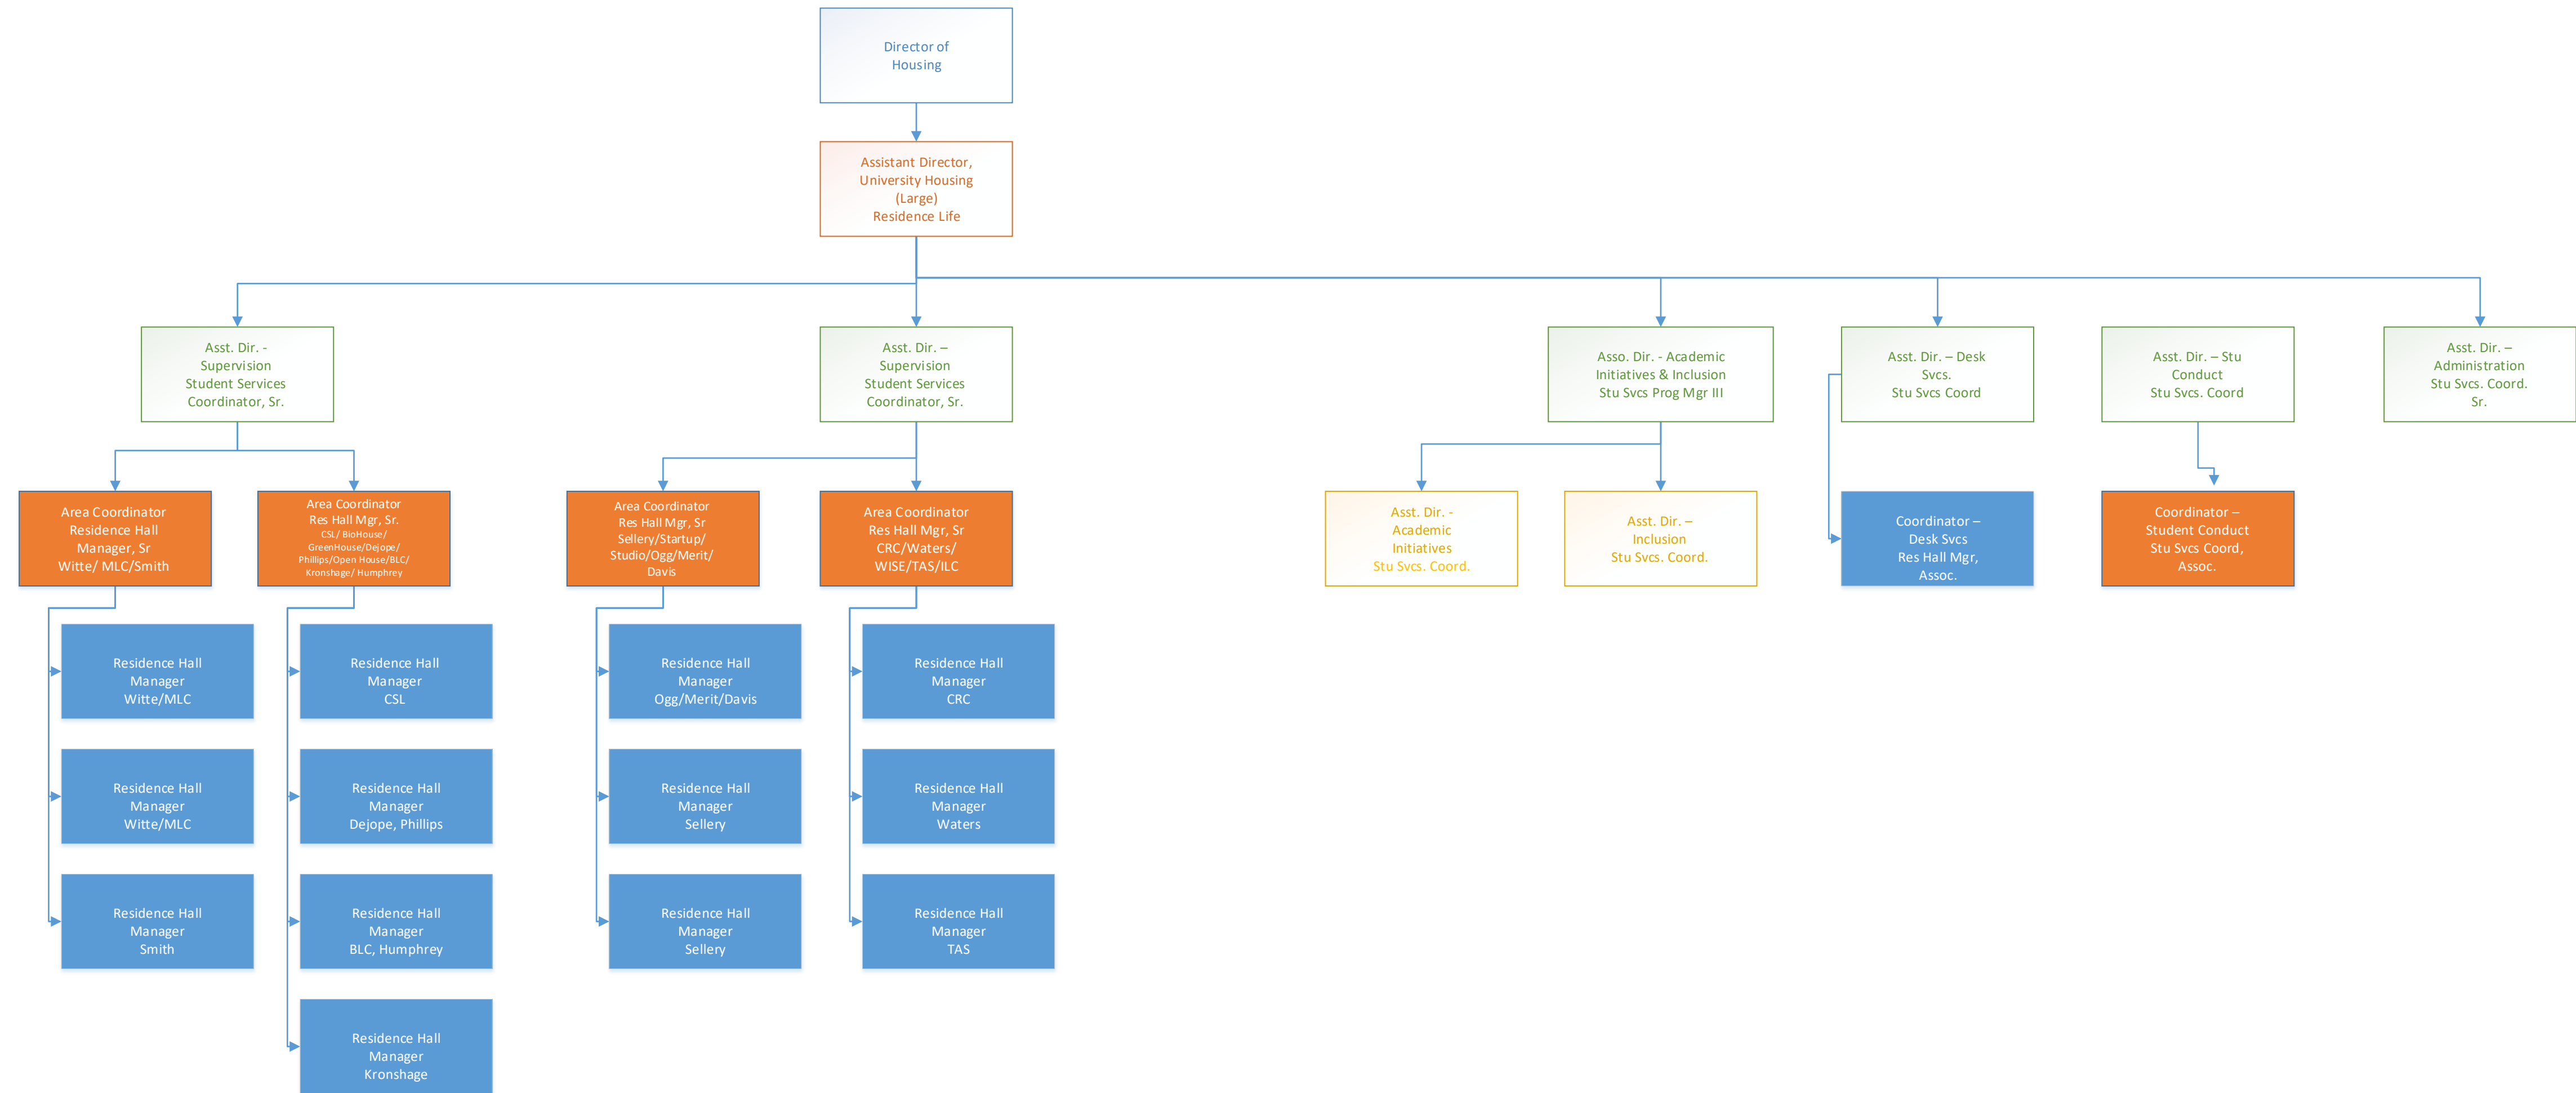 Director of
Housing
Assistant Director,
University Housing
(Large)
Residence Life
Asst. Dir. -
Supervision
Student Services
Coordinator, Sr.
Asst. Dir. –
Supervision
Student Services
Coordinator, Sr.
Asso. Dir. - Academic
Initiatives & Inclusion
Stu Svcs Prog Mgr III
Asst. Dir. – Desk
Svcs.
Stu Svcs Coord
Asst. Dir. – Stu
Conduct
Stu Svcs. Coord
Asst. Dir. –
Administration
Stu Svcs. Coord.
Sr.
Area Coordinator
Residence Hall
Manager, Sr
Witte/ MLC/Smith
Area Coordinator
Res Hall Mgr, Sr.
CSL/ BioHouse/
GreenHouse/Dejope/
Phillips/Open House/BLC/
Kronshage/ Humphrey
Area Coordinator
Res Hall Mgr, Sr
Sellery/Startup/
Studio/Ogg/Merit/
Davis
Area Coordinator
Res Hall Mgr, Sr
CRC/Waters/
WISE/TAS/ILC
Asst. Dir. -
Academic
Initiatives
Stu Svcs. Coord.
Asst. Dir. –
Inclusion
Stu Svcs. Coord.
Coordinator –
Desk Svcs
Res Hall Mgr,
Assoc.
Coordinator –
Student Conduct
Stu Svcs Coord,
Assoc.
Residence Hall
Manager
Witte/MLC
Residence Hall
Manager
CSL
Residence Hall
Manager
Ogg/Merit/Davis
Residence Hall
Manager
CRC
Residence Hall
Manager
Witte/MLC
Residence Hall
Manager
Dejope, Phillips
Residence Hall
Manager
Sellery
Residence Hall
Manager
Waters
Residence Hall
Manager
Smith
Residence Hall
Manager
BLC, Humphrey
Residence Hall
Manager
Sellery
Residence Hall
Manager
TAS
Residence Hall
Manager
Kronshage